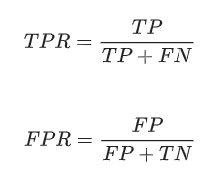 TPR = TP / (TP + FN)
FPR = FP / (FP + TN)